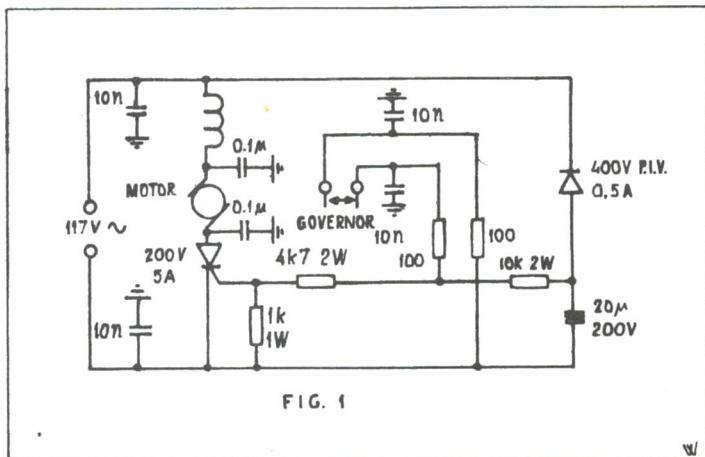 10n
10n
0.1µ
400V P.I.V.
0,5A
MOTOR
0.1µ
117V ~
GOVERNOR
10n
200V
5A
4k7 2W
100
100
10k 2W
10n
1k
1W
20µ
200V
FIG. 1
W